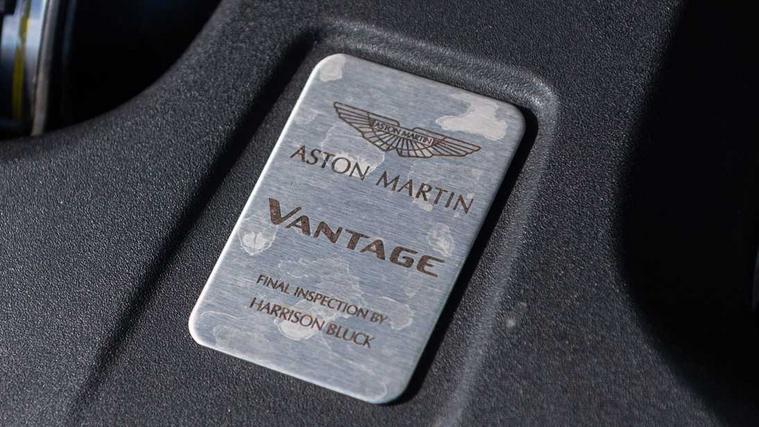 ASTON MARTIN
ASTON MARTIN
VANTAGE
FINAL INSPECTION BY
HARRISON BLUCK